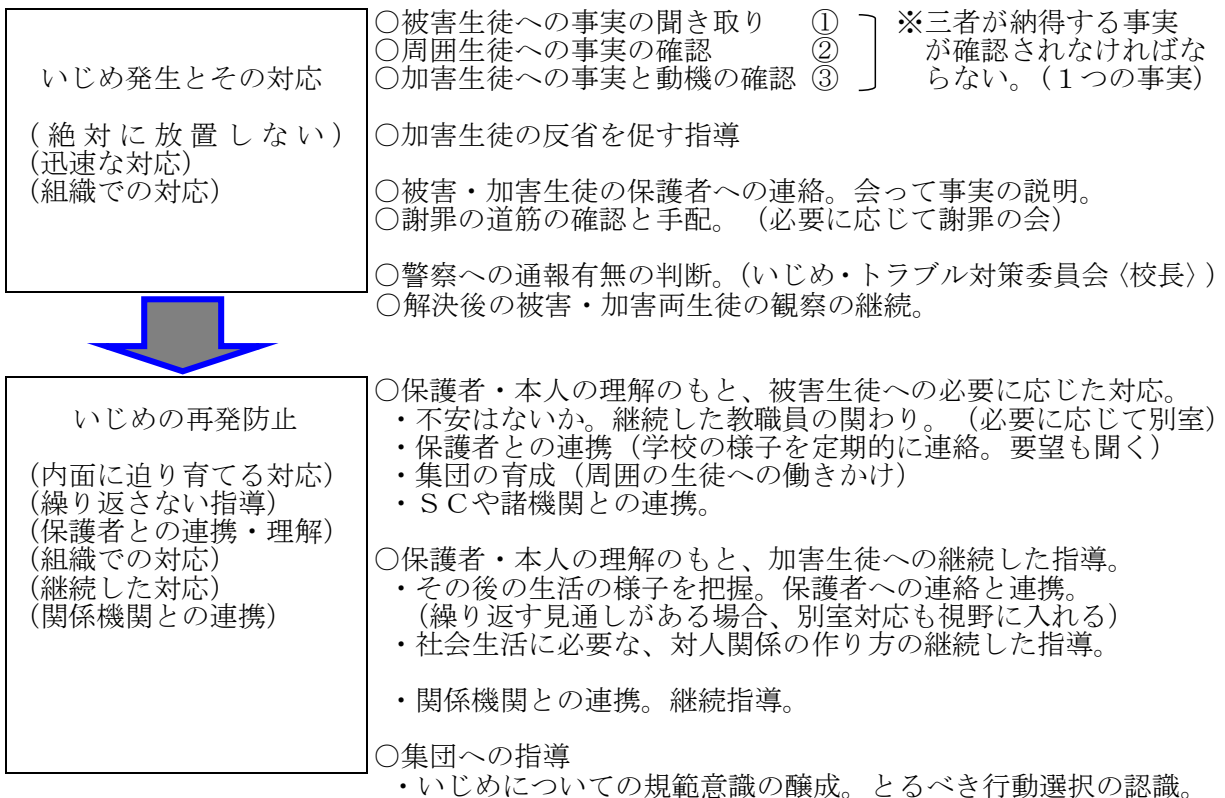 いじめ発生とその対応
(絶対に放置しない)
(迅速な対応)
(組織での対応)
○被害生徒への事実の聞き取り ①
○周囲生徒への事実の確認 ②
○加害生徒への事実と動機の確認 ③
※三者が納得する事実
が確認されなければな
らない。(1つの事実)
○加害生徒の反省を促す指導
○被害・加害生徒の保護者への連絡。会って事実の説明。
○謝罪の道筋の確認と手配。(必要に応じて謝罪の会)
○警察への通報有無の判断。(いじめ・トラブル対策委員会〈校長〉)
○解決後の被害・加害両生徒の観察の継続。
いじめの再発防止
(内面に迫り育てる対応)
(繰り返さない指導)
(保護者との連携・理解)
(組織での対応)
(継続した対応)
(関係機関との連携)
○保護者・本人の理解のもと、被害生徒への必要に応じた対応。
・不安はないか。継続した教職員の関わり。(必要に応じて別室)
・保護者との連携(学校の様子を定期的に連絡。要望も聞く)
・集団の育成(周囲の生徒への働きかけ)
・SCや諸機関との連携。
○保護者・本人の理解のもと、加害生徒への継続した指導。
・その後の生活の様子を把握。保護者への連絡と連携。
(繰り返す見通しがある場合、別室対応も視野に入れる)
・社会生活に必要な、対人関係の作り方の継続した指導。
・関係機関との連携。継続指導。
○集団への指導
・いじめについての規範意識の醸成。とるべき行動選択の認識。